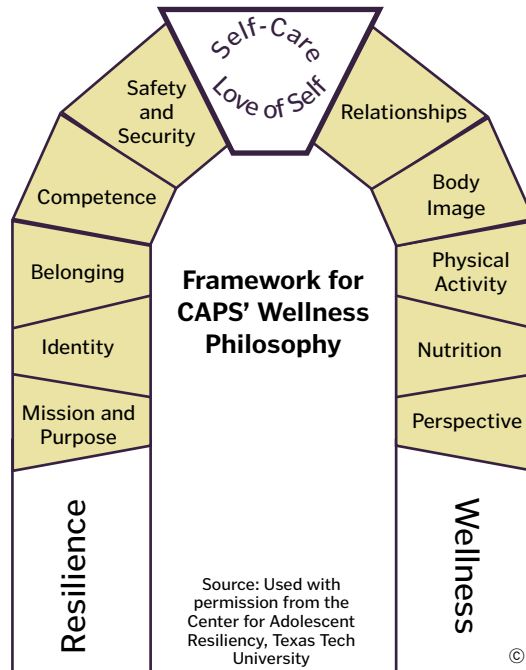 Self-Care
Love of Self
Safety
and
Security
Relationships
Competence
Body
Image
Belonging
Physical
Activity
Framework for
CAPS’ Wellness
Philosophy
Identity
Nutrition
Mission and
Purpose
Perspective
Resilience
Wellness
Source: Used with
permission from the
Center for Adolescent
Resiliency, Texas Tech
University
©